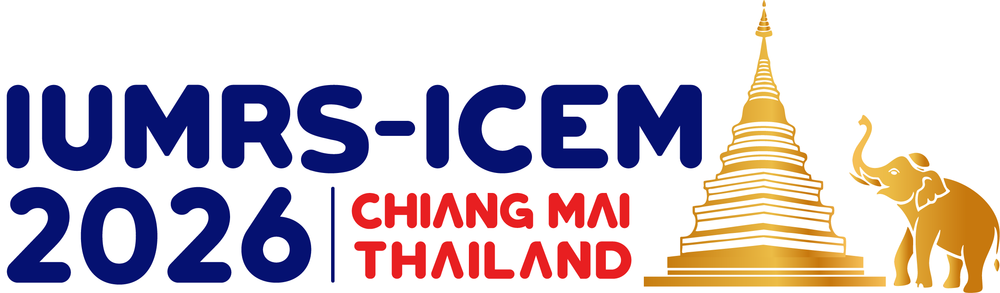 IUMRS-ICEM
2026
CHIANG MAI
THAILAND